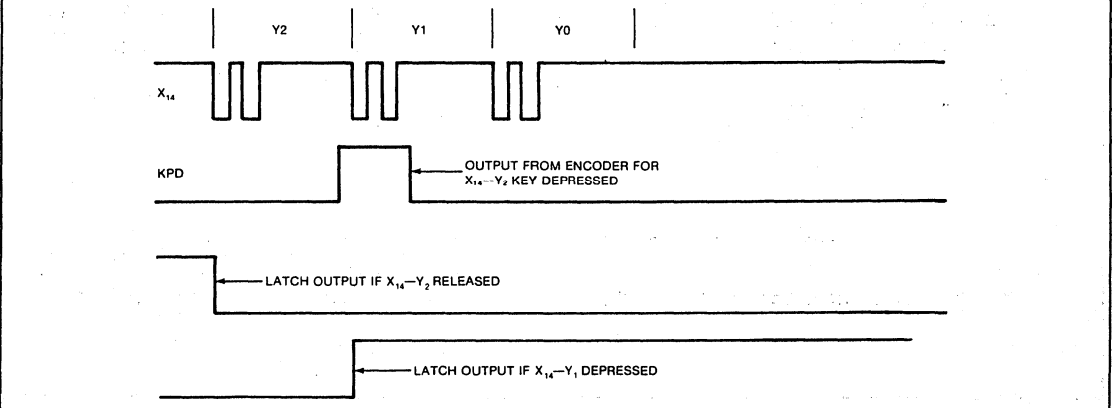 Y2 Y1 Y0
X₁₄
KPD
OUTPUT FROM ENCODER FOR
X₁₄—Y₂ KEY DEPRESSED
LATCH OUTPUT IF X₁₄—Y₂ RELEASED
LATCH OUTPUT IF X₁₄—Y₁ DEPRESSED